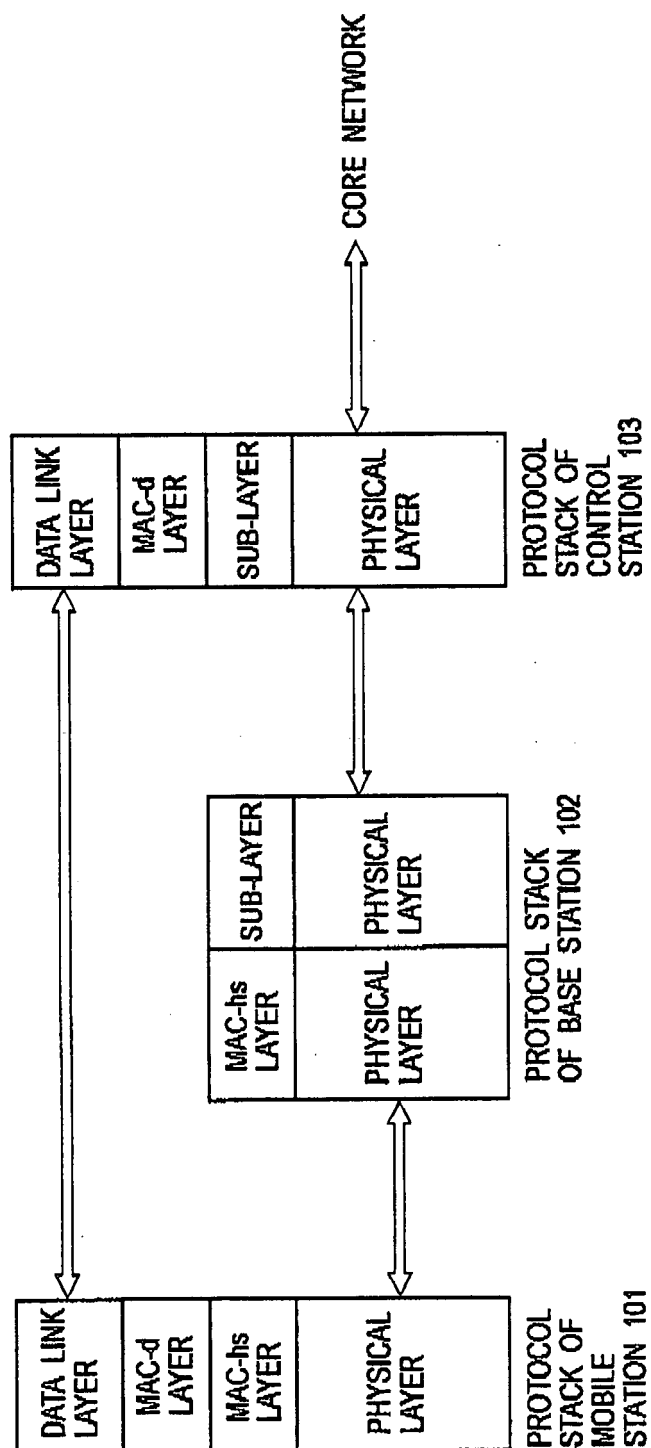 DATA LINK
LAYER
MAC-d
LAYER
MAC-hs
LAYER
PHYSICAL
LAYER
PROTOCOL
STACK OF
MOBILE
STATION 101
MAC-hs
LAYER
SUB-LAYER
PHYSICAL
LAYER
PHYSICAL
LAYER
PROTOCOL STACK
OF BASE STATION 102
DATA LINK
LAYER
MAC-d
LAYER
SUB-LAYER
PHYSICAL
LAYER
PROTOCOL
STACK OF
CONTROL
STATION 103
CORE NETWORK